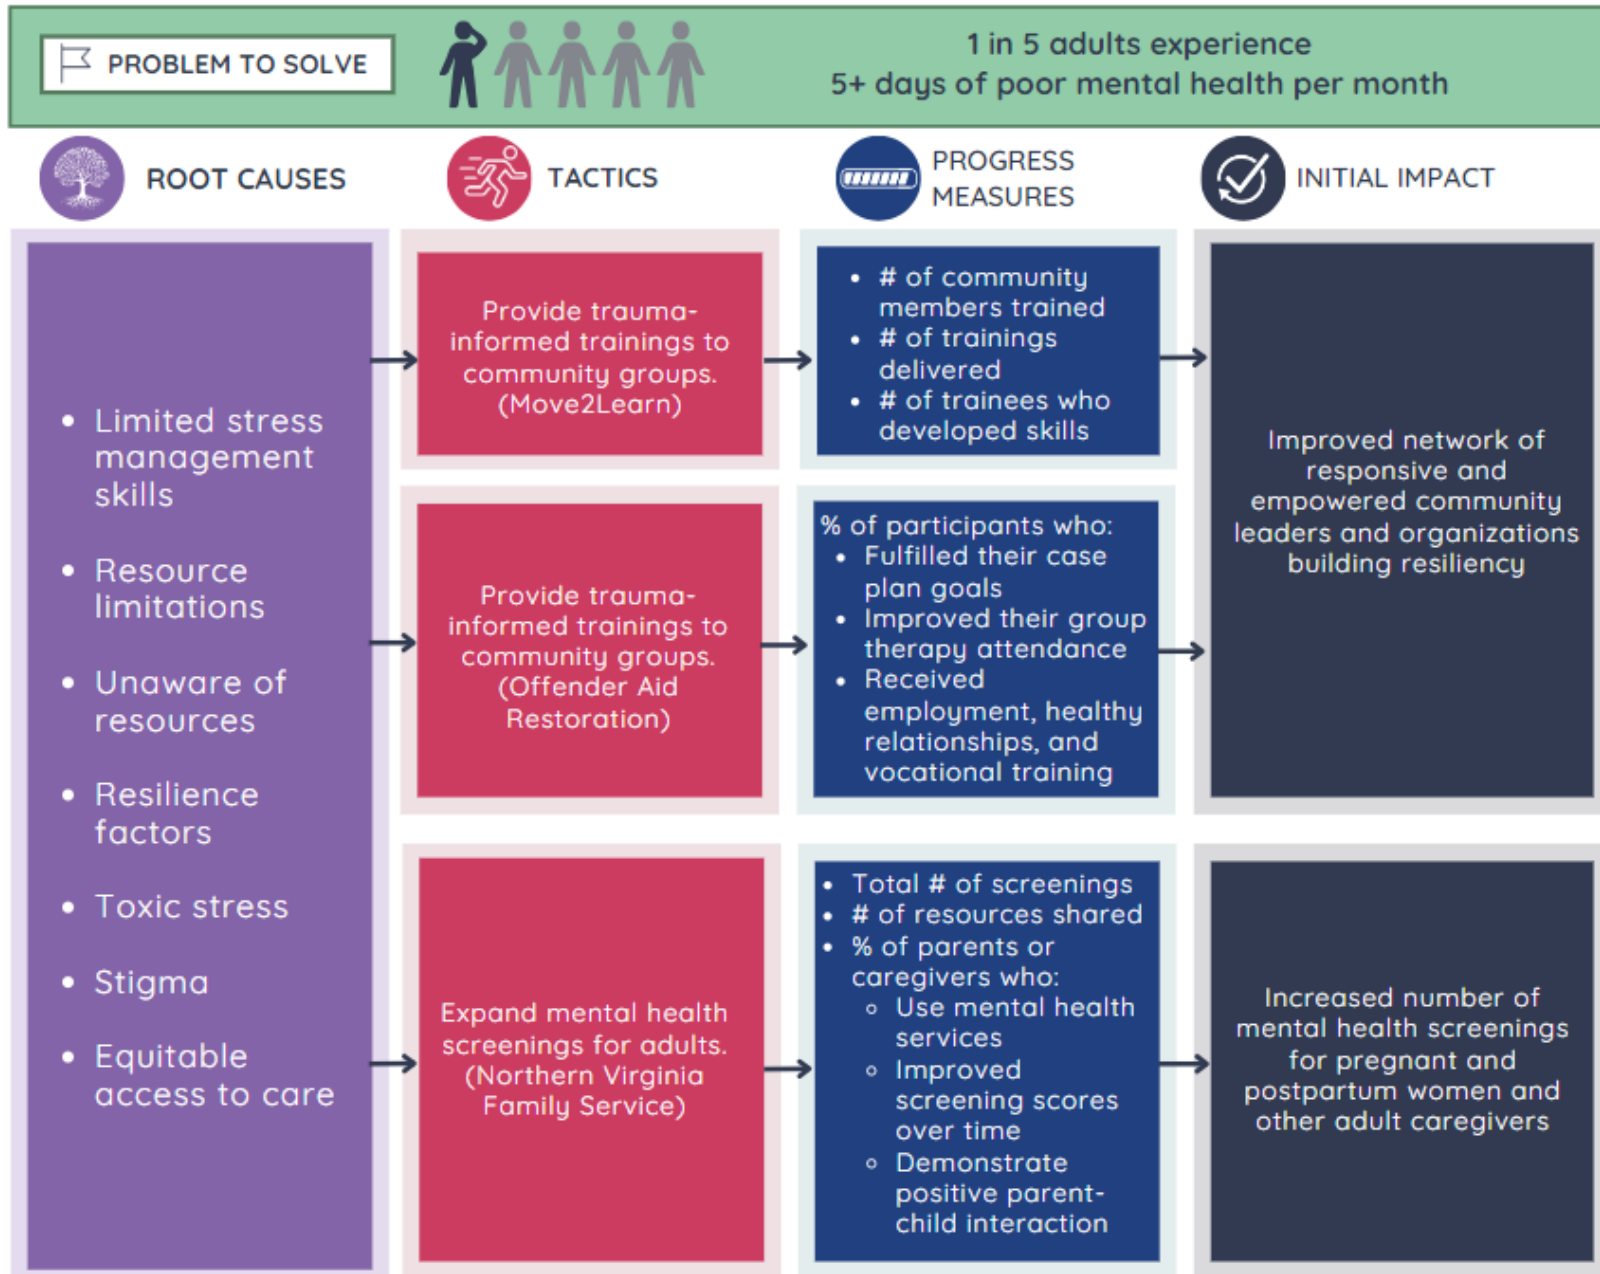 PROBLEM TO SOLVE
1 in 5 adults experience
5+ days of poor mental health per month
ROOT CAUSES
TACTICS
PROGRESS
MEASURES
INITIAL IMPACT
• Limited stress
management
skills
• Resource
limitations
• Unaware of
resources
• Resilience
factors
• Toxic stress
• Stigma
• Equitable
access to care
Provide trauma-
informed trainings to
community groups.
(Move2Learn)
• # of community
members trained
• # of trainings
delivered
• # of trainees who
developed skills
Provide trauma-
informed trainings to
community groups.
(Offender Aid
Restoration)
% of participants who:
• Fulfilled their case
plan goals
• Improved their group
therapy attendance
• Received
employment, healthy
relationships, and
vocational training
Improved network of
responsive and
empowered community
leaders and organizations
building resiliency
Expand mental health
screenings for adults.
(Northern Virginia
Family Service)
• Total # of screenings
• # of resources shared
• % of parents or
caregivers who:
◦ Use mental health
services
◦ Improved
screening scores
over time
◦ Demonstrate
positive parent-
child interaction
Increased number of
mental health screenings
for pregnant and
postpartum women and
other adult caregivers